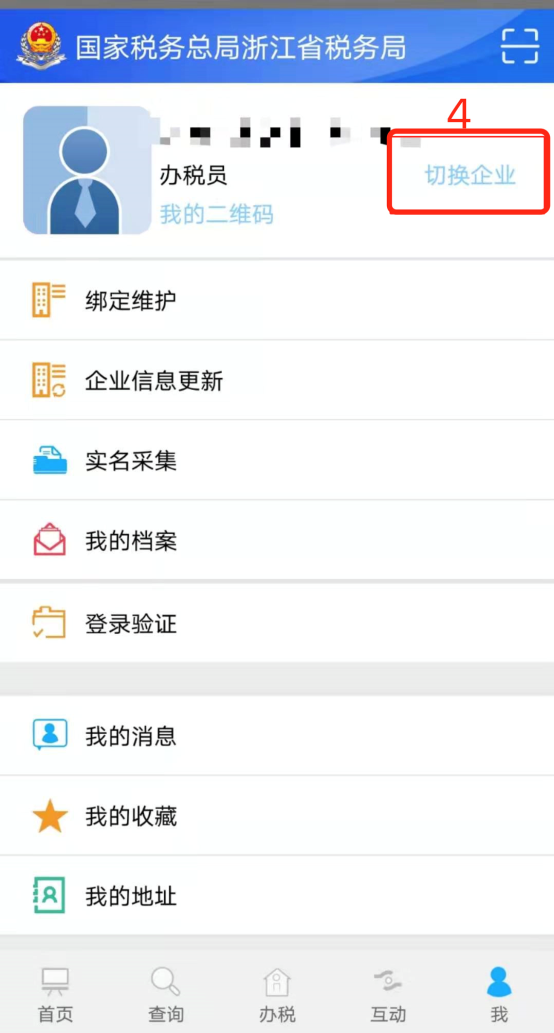 国家税务总局浙江省税务局
4
办税员
切换企业
我的二维码
绑定维护
企业信息更新
实名采集
我的档案
登录验证
我的消息
我的收藏
我的地址
首页
查询
办税
互动
我